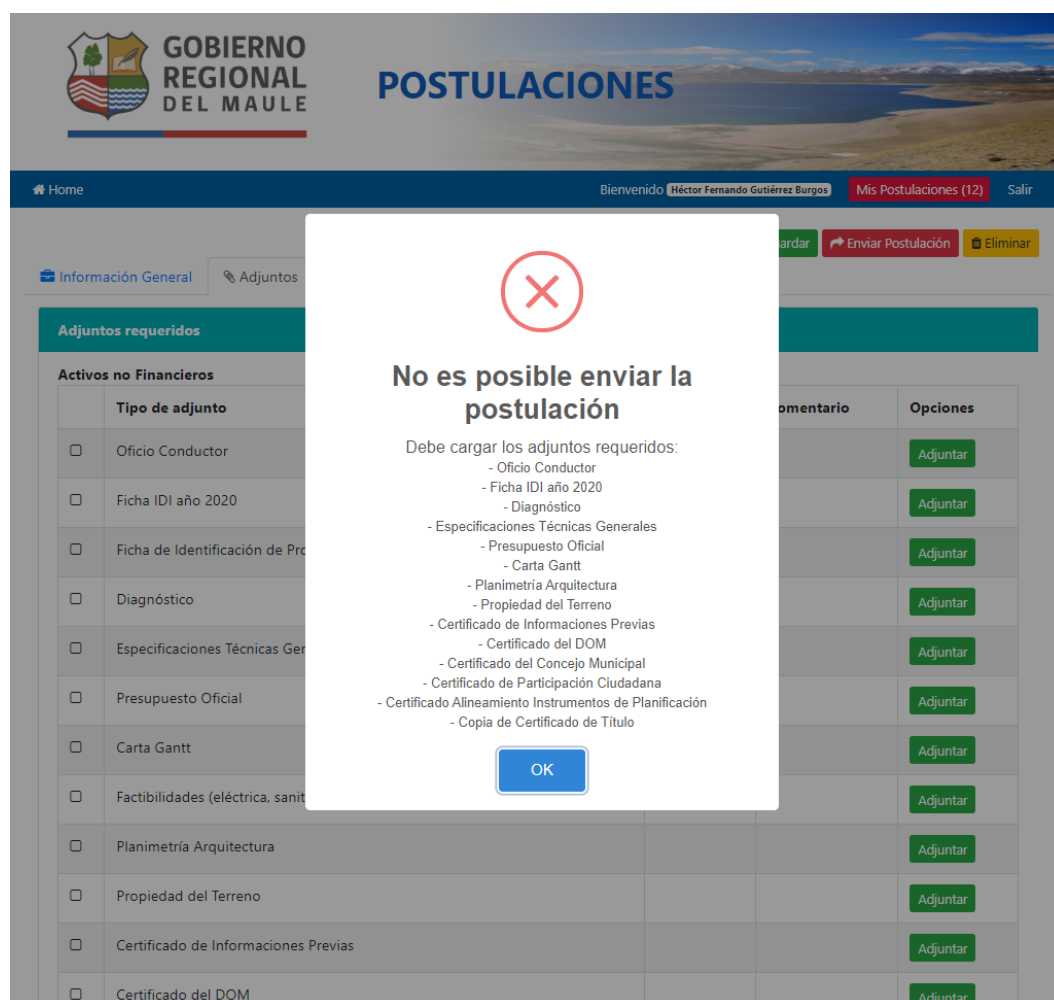 GOBIERNO
REGIONAL
DEL MAULE
POSTULACIONES
Home
Bienvenido Héctor Fernando Gutiérrez Burgos Mis Postulaciones (12) Salir
Enviar Postulación Eliminar
Información General Adjuntos
Adjuntos requeridos
Activos no Financieros
Tipo de adjunto Opciones
Oficio Conductor Adjuntar
Ficha IDI año 2020 Adjuntar
Ficha de Identificación de Adjuntar
Diagnóstico Adjuntar
Especificaciones Técnicas Adjuntar
Presupuesto Oficial Adjuntar
Carta Gantt Adjuntar
Factibilidades (eléctrica, Adjuntar
Planimetría Arquitectura Adjuntar
Propiedad del Terreno Adjuntar
Certificado de Informaciones Previas Adjuntar
Certificado del DOM Adjuntar
No es posible enviar la
postulación
Debe cargar los adjuntos requeridos:
- Oficio Conductor
- Ficha IDI año 2020
- Diagnóstico
- Especificaciones Técnicas Generales
- Presupuesto Oficial
- Carta Gantt
- Planimetría Arquitectura
- Propiedad del Terreno
- Certificado de Informaciones Previas
- Certificado del DOM
- Certificado del Concejo Municipal
- Certificado de Participación Ciudadana
- Certificado Alineamiento Instrumentos de Planificación
- Copia de Certificado de Título
OK